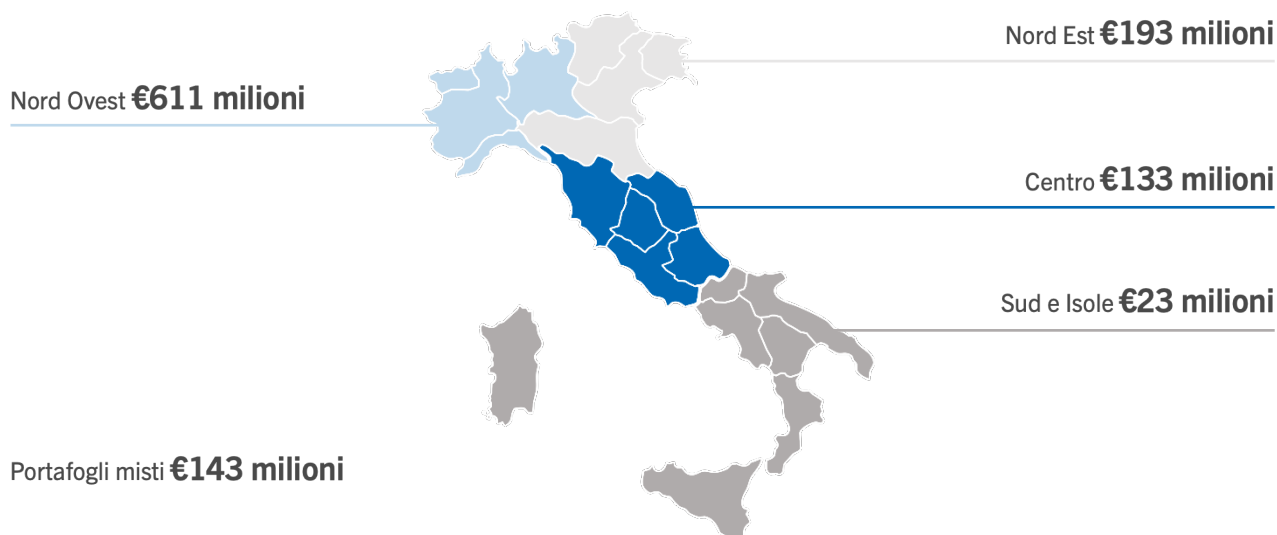 Nord Est €193 milioni
Nord Ovest €611 milioni
Centro €133 milioni
Sud e Isole €23 milioni
Portafogli misti €143 milioni